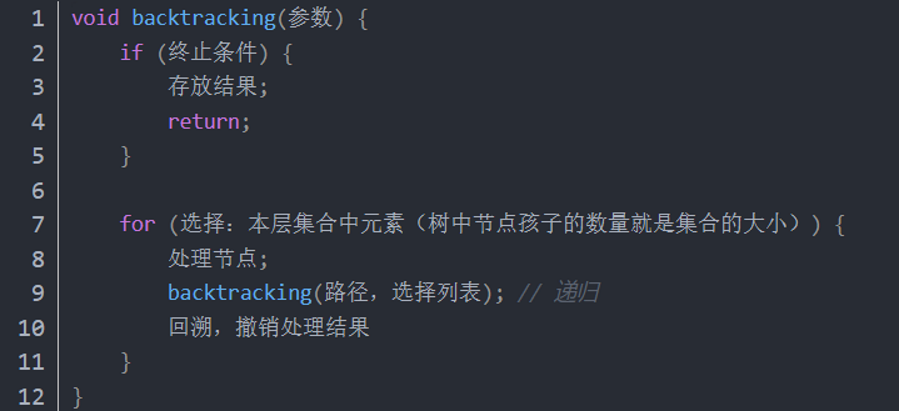 1 void backtracking(参数) {
2     if (终止条件) {
3         存放结果;
4         return;
5     }
6
7     for (选择：本层集合中元素（树中节点孩子的数量就是集合的大小）) {
8         处理节点;
9         backtracking(路径，选择列表); // 递归
10         回溯，撤销处理结果
11     }
12 }